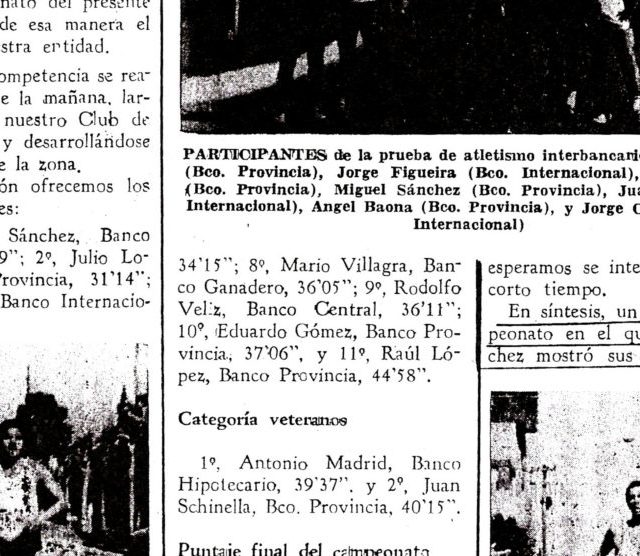 nato del presente
de esa manera el
stra entidad.
ompetencia se rea-
e la mañana, lar-
nuestro Club de
y desarrollándose
e la zona.
ón ofrecemos los
es:
Sánchez, Banco
9"; 2º, Julio Lo-
rovincia, 31'14";
Banco Internacio-
PARTICIPANTES de la prueba de atletismo interbancari
(Bco. Provincia), Jorge Figueira (Bco. Internacional),
(Bco. Provincia), Miguel Sánchez (Bco. Provincia), Jua
Internacional), Angel Baona (Bco. Provincia), y Jorge C
Internacional)
34'15"; 8º, Mario Villagra, Ban-
co Ganadero, 36'05"; 9º, Rodolfo
Veliz, Banco Central, 36'11";
10º, Eduardo Gómez, Banco Pro-
vincia, 37'06", y 11º, Raúl Ló-
pez, Banco Provincia, 44'58".
Categoría veteranos
1º, Antonio Madrid, Banco
Hipotecario, 39'37". y 2º, Juan
Schinella, Bco. Provincia, 40'15".
Puntaje final del campeonato
esperamos se inte
corto tiempo.
En síntesis, un
peonato en el qu
chez mostró sus